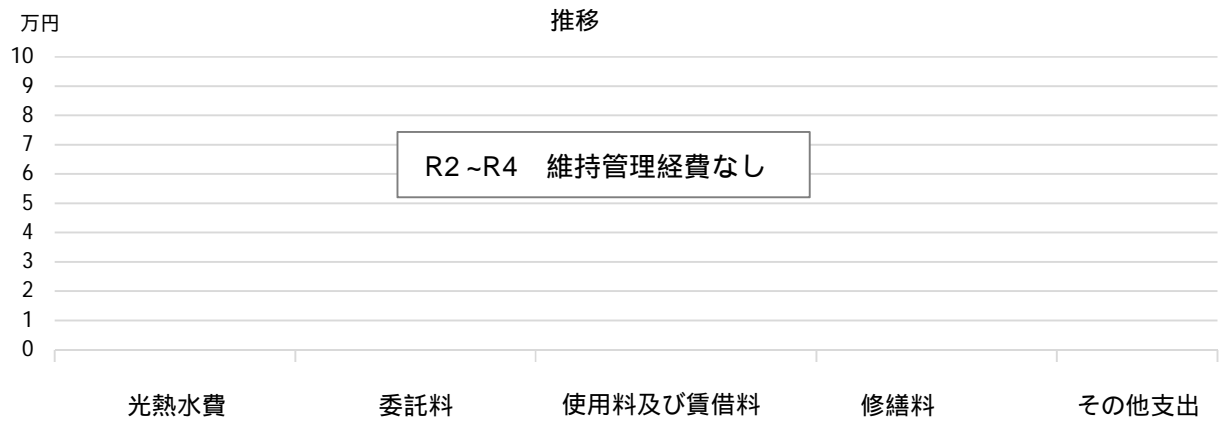 推移
万円
10
9
8
7
6
5
4
3
2
1
0
R2 ~R4　維持管理経費なし
光熱水費
委託料
使用料及び賃借料
修繕料
その他支出